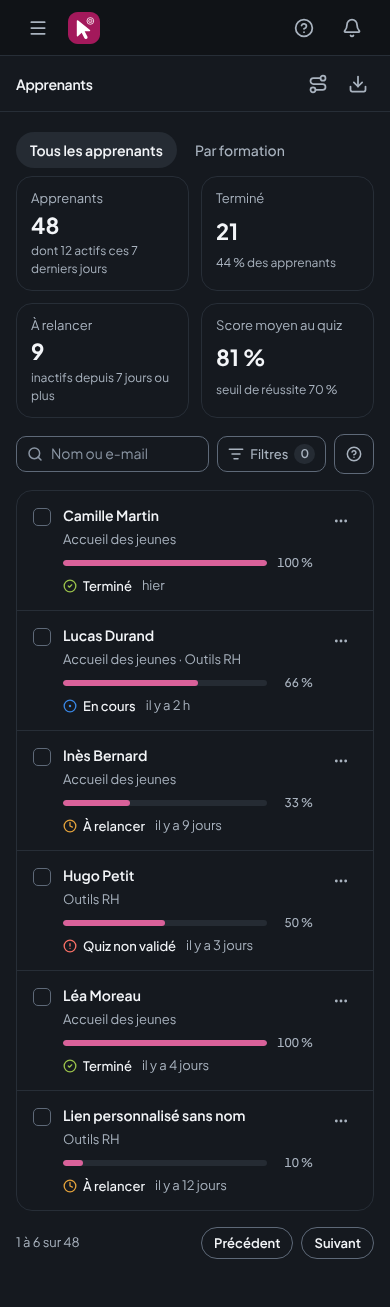 Apprenants
Tous les apprenants
Par formation
Apprenants
48
dont 12 actifs ces 7
derniers jours
Terminé
21
44 % des apprenants
À relancer
9
inactifs depuis 7 jours ou
plus
Score moyen au quiz
81 %
seuil de réussite 70 %
Nom ou e-mail
Filtres 0
Camille Martin
Accueil des jeunes
100 %
Terminé hier
Lucas Durand
Accueil des jeunes · Outils RH
66 %
En cours il y a 2 h
Inès Bernard
Accueil des jeunes
33 %
À relancer il y a 9 jours
Hugo Petit
Outils RH
50 %
Quiz non validé il y a 3 jours
Léa Moreau
Accueil des jeunes
100 %
Terminé il y a 4 jours
Lien personnalisé sans nom
Outils RH
10 %
À relancer il y a 12 jours
1 à 6 sur 48
Précédent
Suivant